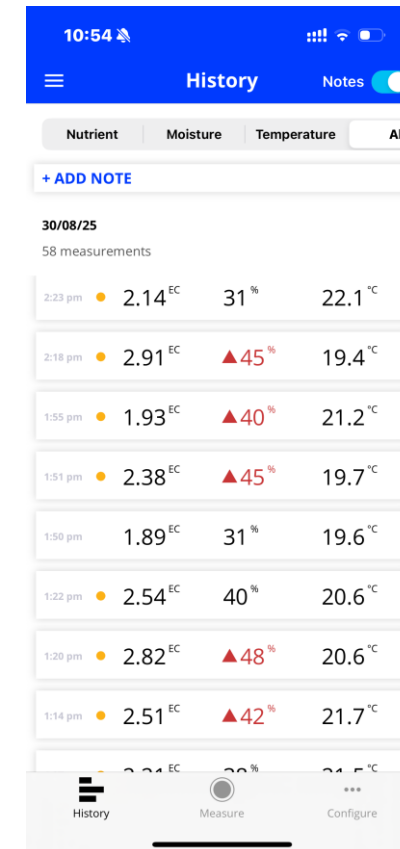 10:54
History
Notes
Nutrient Moisture Temperature
+ ADD NOTE
30/08/25
58 measurements
2:23 pm 2.14 EC 31 % 22.1 °C
2:18 pm 2.91 EC ▲45 % 19.4 °C
1:55 pm 1.93 EC ▲40 % 21.2 °C
1:51 pm 2.38 EC ▲45 % 19.7 °C
1:50 pm 1.89 EC 31 % 19.6 °C
1:22 pm 2.54 EC 40 % 20.6 °C
1:20 pm 2.82 EC ▲48 % 20.6 °C
1:14 pm 2.51 EC ▲42 % 21.7 °C
EC % °C
History Measure Configure